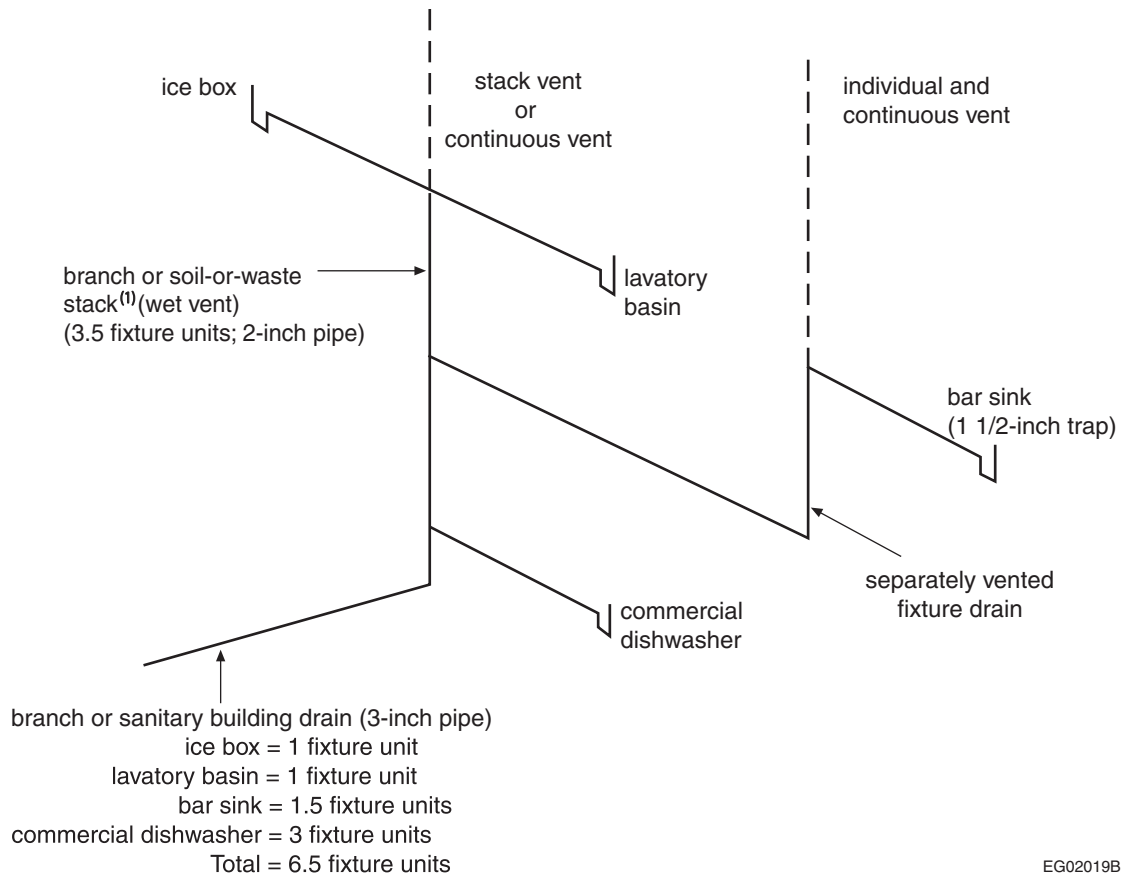 ice box
stack vent
or
continuous vent
individual and
continuous vent
branch or soil-or-waste
stack(1)(wet vent)
(3.5 fixture units; 2-inch pipe)
lavatory
basin
bar sink
(1 1/2-inch trap)
separately vented
fixture drain
commercial
dishwasher
branch or sanitary building drain (3-inch pipe)
ice box = 1 fixture unit
lavatory basin = 1 fixture unit
bar sink = 1.5 fixture units
commercial dishwasher = 3 fixture units
Total = 6.5 fixture units
EG02019B